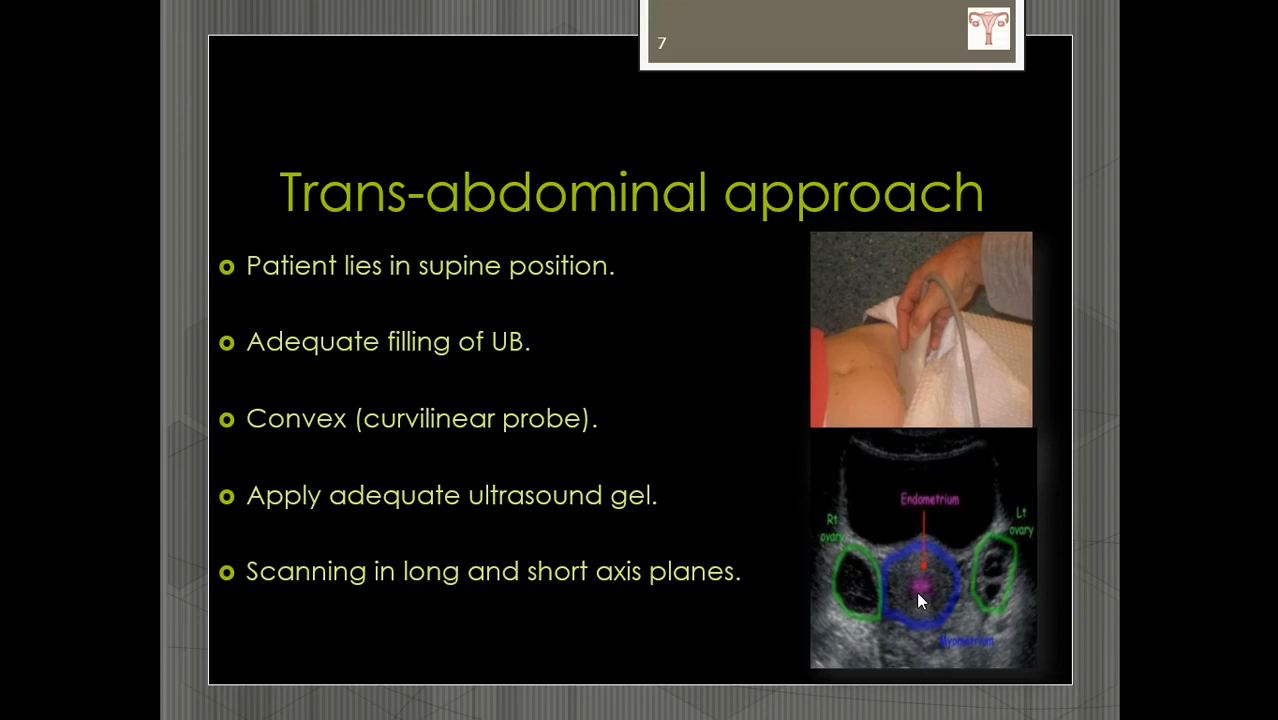 7
Trans-abdominal approach
Patient lies in supine position.
Adequate filling of UB.
Convex (curvilinear probe).
Apply adequate ultrasound gel.
Scanning in long and short axis planes.
Endometrium
Rt
ovary
Lt
ovary
Myometrium